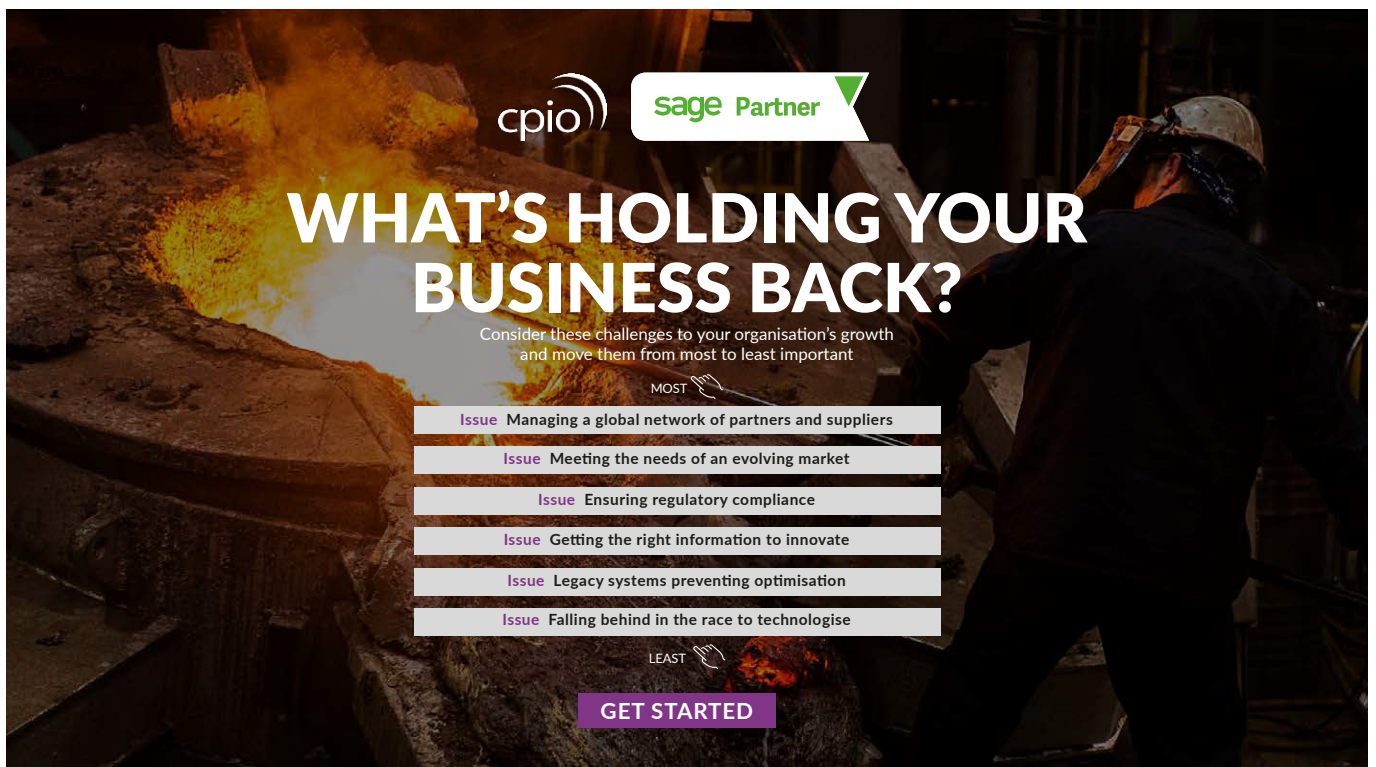 cpio
sage Partner
WHAT'S HOLDING YOUR
BUSINESS BACK?
Consider these challenges to your organisation's growth
and move them from most to least important
MOST
Issue Managing a global network of partners and suppliers
Issue Meeting the needs of an evolving market
Issue Ensuring regulatory compliance
Issue Getting the right information to innovate
Issue Legacy systems preventing optimisation
Issue Falling behind in the race to technologise
LEAST
GET STARTED